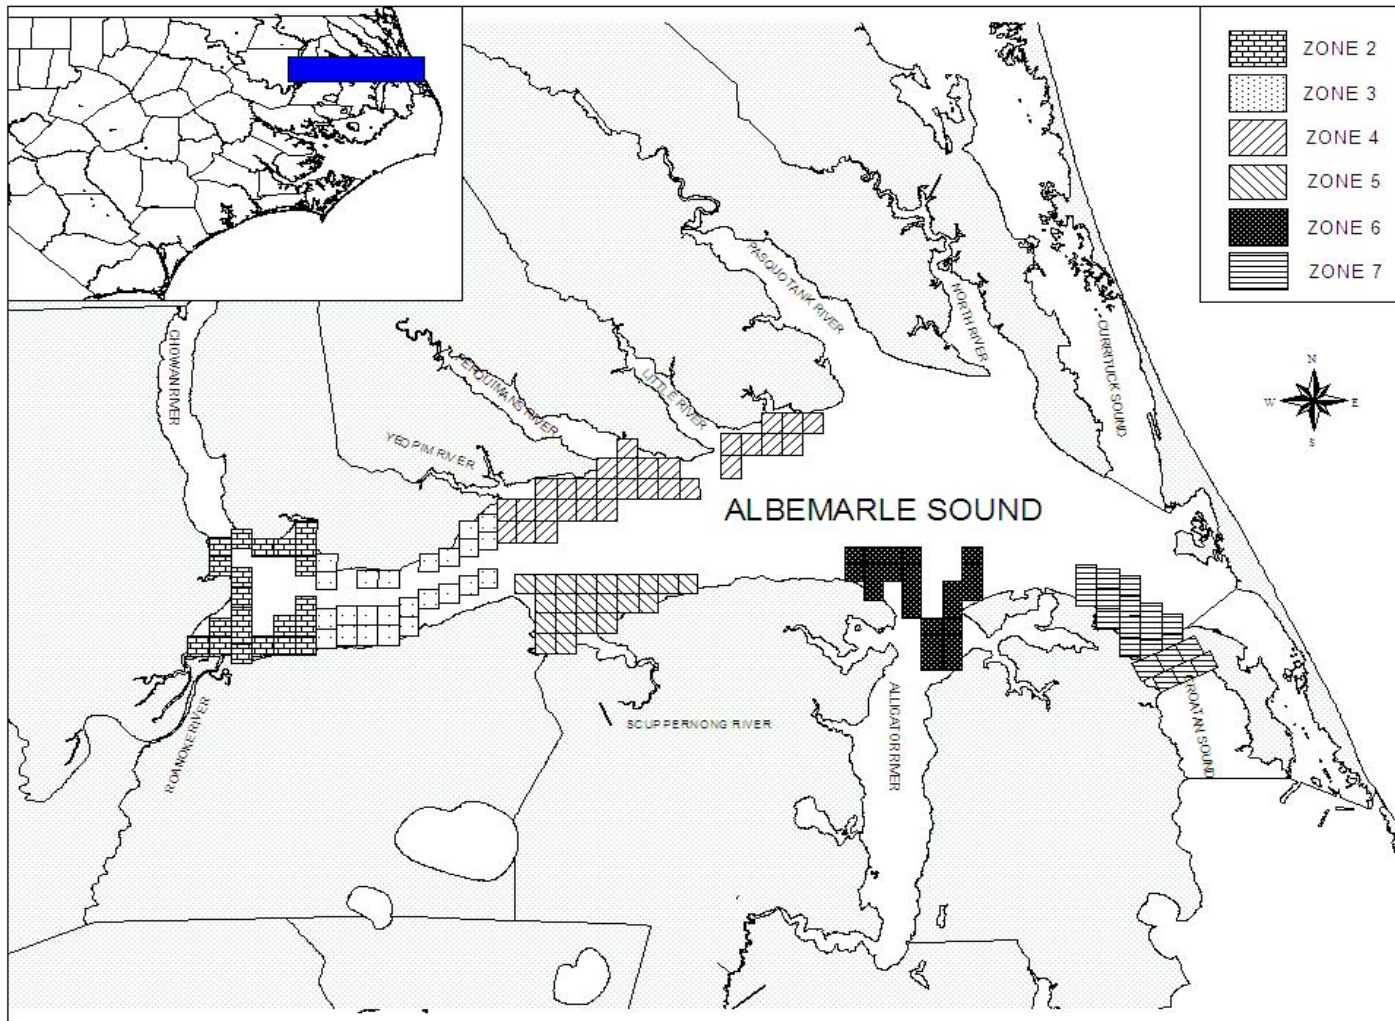 ZONE 2
ZONE 3
ZONE 4
ZONE 5
ZONE 6
ZONE 7
N
W E
S
CHOWAN RIVER
PERQUIMANS RIVER
YEOPIM RIVER
LITTLE RIVER
PASQUOTANK RIVER
NORTH RIVER
CURRITUCK SOUND
ALBEMARLE SOUND
ROANOKE RIVER
SCUPPERNONG RIVER
ALLIGATOR RIVER
CROATAN SOUND